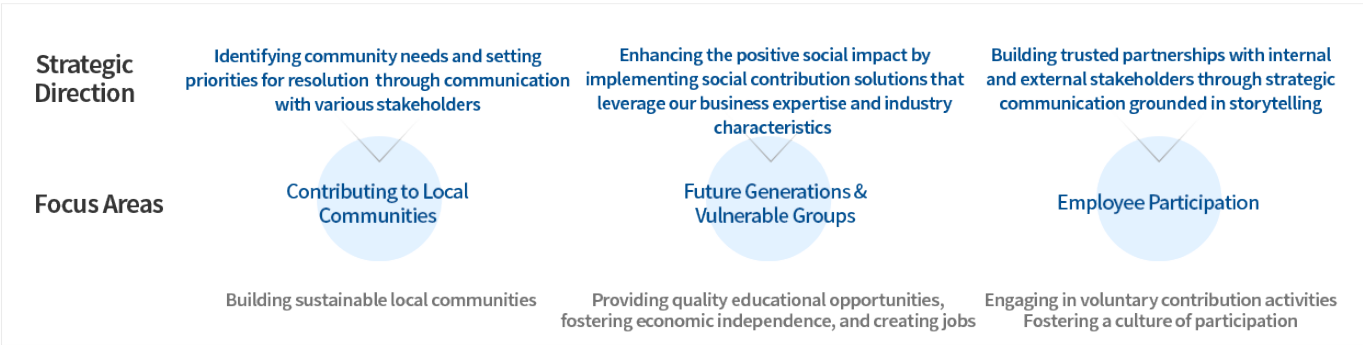 Strategic
Direction
Identifying community needs and setting
priorities for resolution through communication
with various stakeholders
Enhancing the positive social impact by
implementing social contribution solutions that
leverage our business expertise and industry
characteristics
Building trusted partnerships with internal
and external stakeholders through strategic
communication grounded in storytelling
Focus Areas
Contributing to Local
Communities
Future Generations &
Vulnerable Groups
Employee Participation
Building sustainable local communities
Providing quality educational opportunities,
fostering economic independence, and creating jobs
Engaging in voluntary contribution activities
Fostering a culture of participation